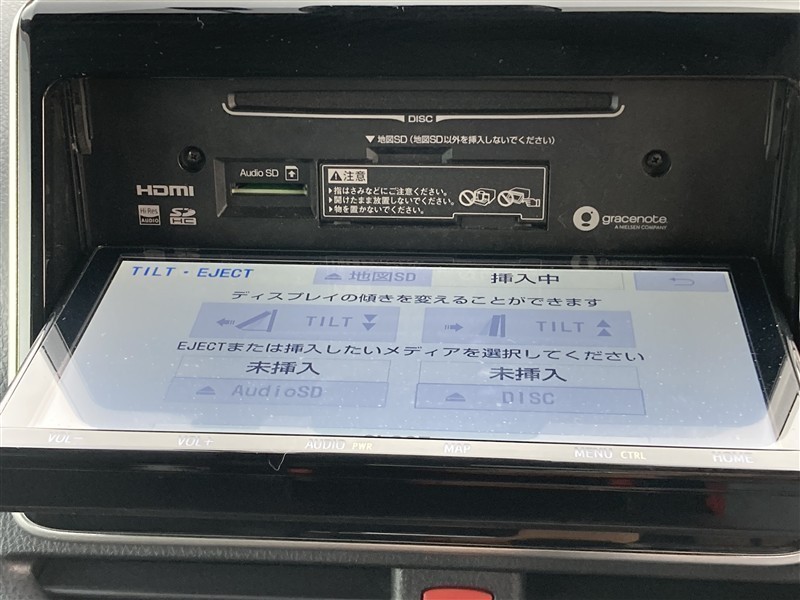 DISC
▼地図SD(地図SD以外を挿入しないでください)
Audio SD
注意
▶指はさみなどにご注意ください。
▶開けたまま放置しないでください。
▶物を置かないでください。
HDMI
Hi-Res
AUDIO
SD
HC
gracenote.
A NIELSEN COMPANY
TILT・EJECT
地図SD
挿入中
ディスプレイの傾きを変えることができます
TILT
TILT
EJECTまたは挿入したいメディアを選択してください
未挿入
未挿入
AudioSD
DISC
VOL−
VOL+
AUDIO PWR
MAP
MENU CTRL
HOME